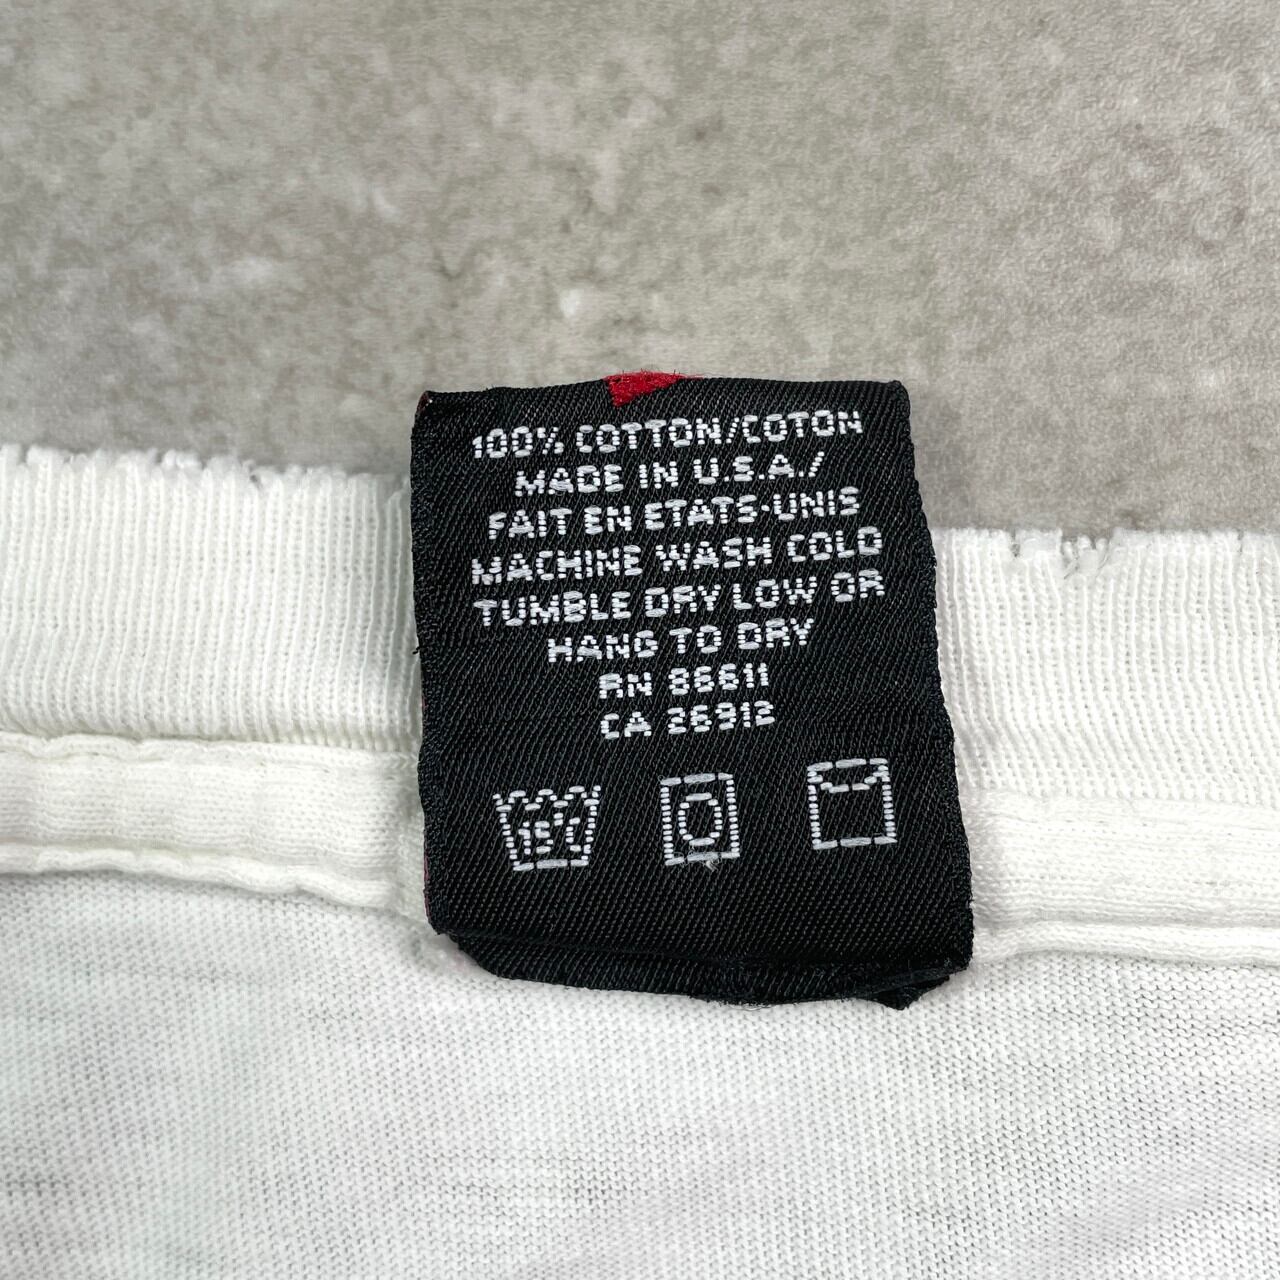 100% COTTON/COTON
MADE IN U.S.A./
FAIT EN ETATS-UNIS
MACHINE WASH COLD
TUMBLE DRY LOW OR
HANG TO DRY
RN 86611
CA 26912
15°C